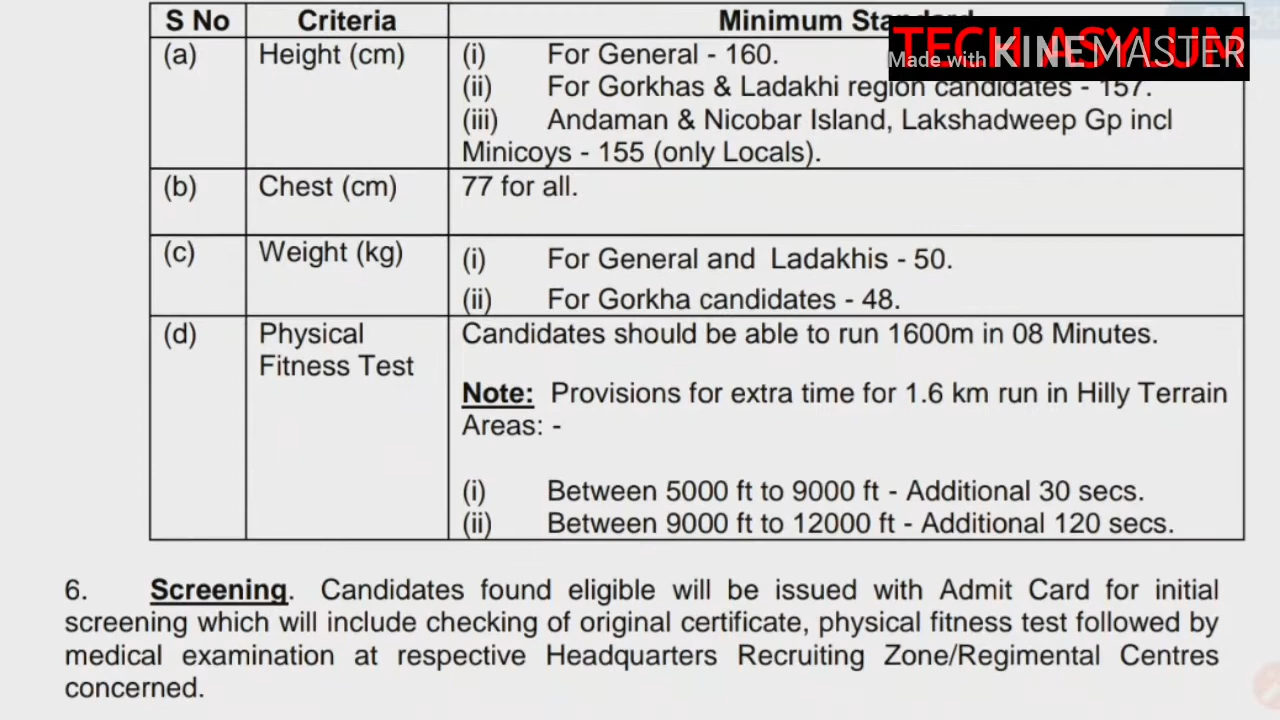 S No Criteria Minimum Standard
TECH ASYLUM
Made with KINEMASTER
(a) Height (cm) (i) For General - 160.
(ii) For Gorkhas & Ladakhi region candidates - 157.
(iii) Andaman & Nicobar Island, Lakshadweep Gp incl
Minicoys - 155 (only Locals).
(b) Chest (cm) 77 for all.
(c) Weight (kg) (i) For General and Ladakhis - 50.
(ii) For Gorkha candidates - 48.
(d) Physical Candidates should be able to run 1600m in 08 Minutes.
Fitness Test
Note: Provisions for extra time for 1.6 km run in Hilly Terrain
Areas: -
(i) Between 5000 ft to 9000 ft - Additional 30 secs.
(ii) Between 9000 ft to 12000 ft - Additional 120 secs.
6. Screening. Candidates found eligible will be issued with Admit Card for initial
screening which will include checking of original certificate, physical fitness test followed by
medical examination at respective Headquarters Recruiting Zone/Regimental Centres
concerned.